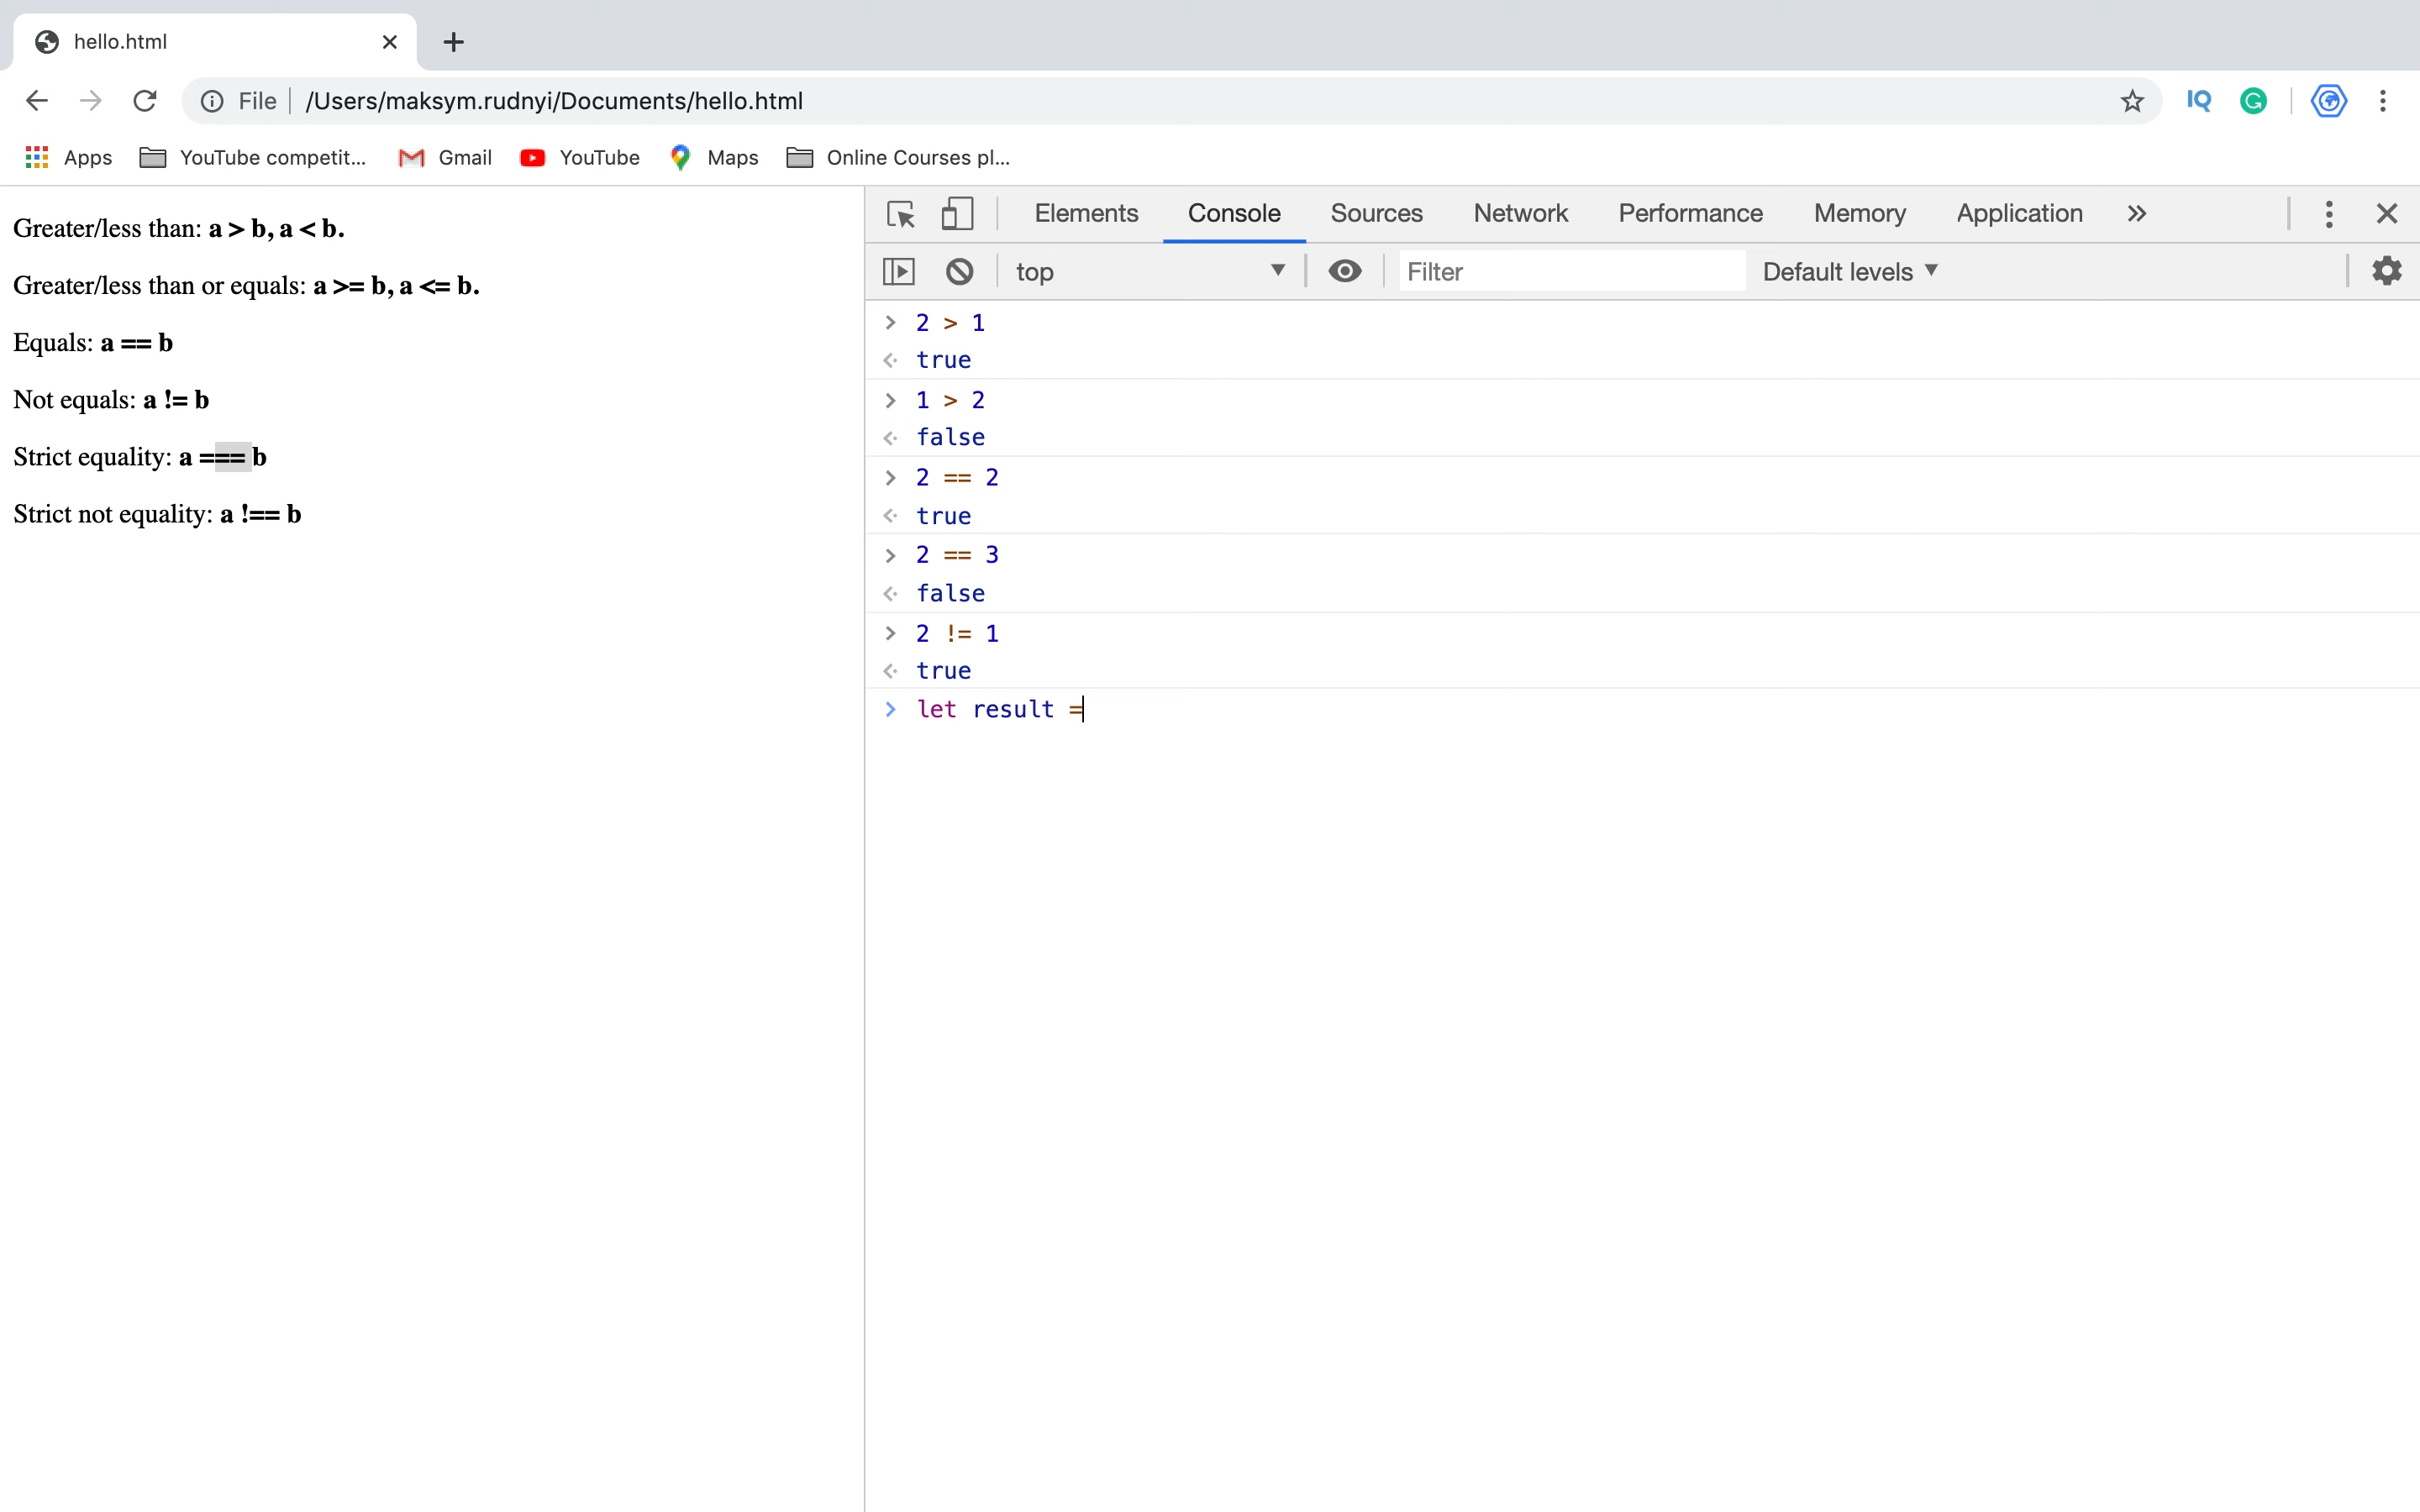 hello.html
File /Users/maksym.rudnyi/Documents/hello.html
IQ
Apps YouTube competit... Gmail YouTube Maps Online Courses pl...
Greater/less than: a > b, a < b.
Greater/less than or equals: a >= b, a <= b.
Equals: a == b
Not equals: a != b
Strict equality: a === b
Strict not equality: a !== b
Elements Console Sources Network Performance Memory Application
top Filter Default levels
2 > 1
true
1 > 2
false
2 == 2
true
2 == 3
false
2 != 1
true
let result =